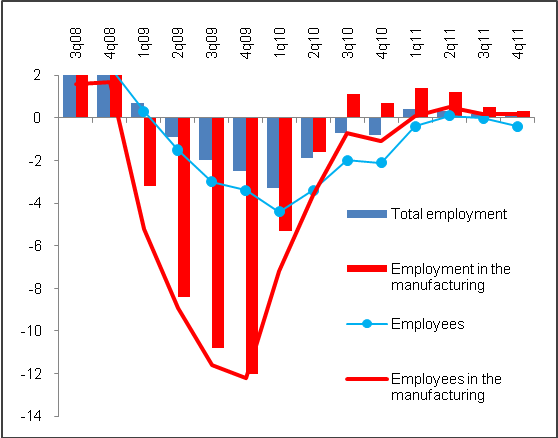 3q08
4q08
1q09
2q09
3q09
4q09
1q10
2q10
3q10
4q10
1q11
2q11
3q11
4q11
2
0
-2
-4
-6
-8
-10
-12
-14
Total employment
Employment in the
manufacturing
Employees
Employees in the
manufacturing